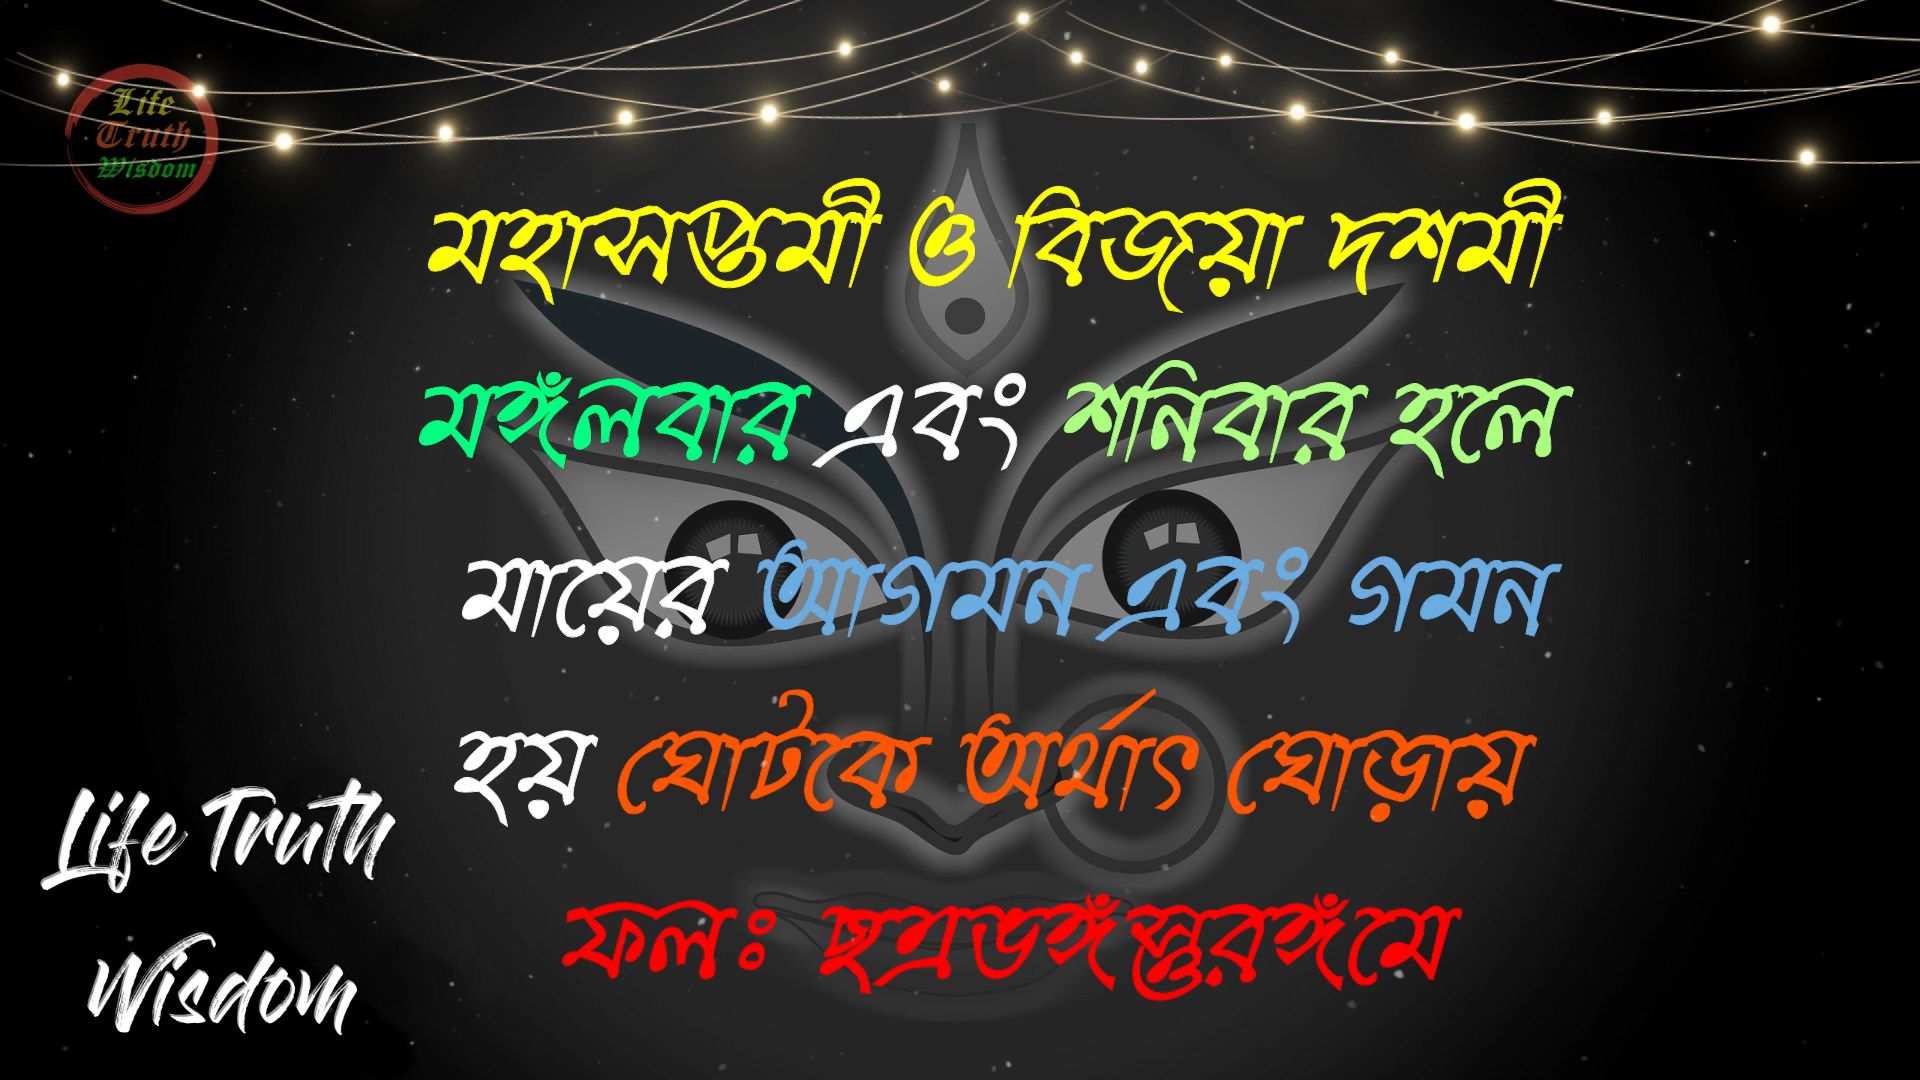 Life
Truth
Wisdom
মহাসপ্তমী ও বিজয়া দশমী
মঙ্গলবার এবং শনিবার হলে
মায়ের আগমন এবং গমন
হয় ঘোটকে অর্থাৎ ঘোড়ায়
ফলঃ ছত্রভঙ্গস্তুরঙ্গমে
Life Truth
Wisdom